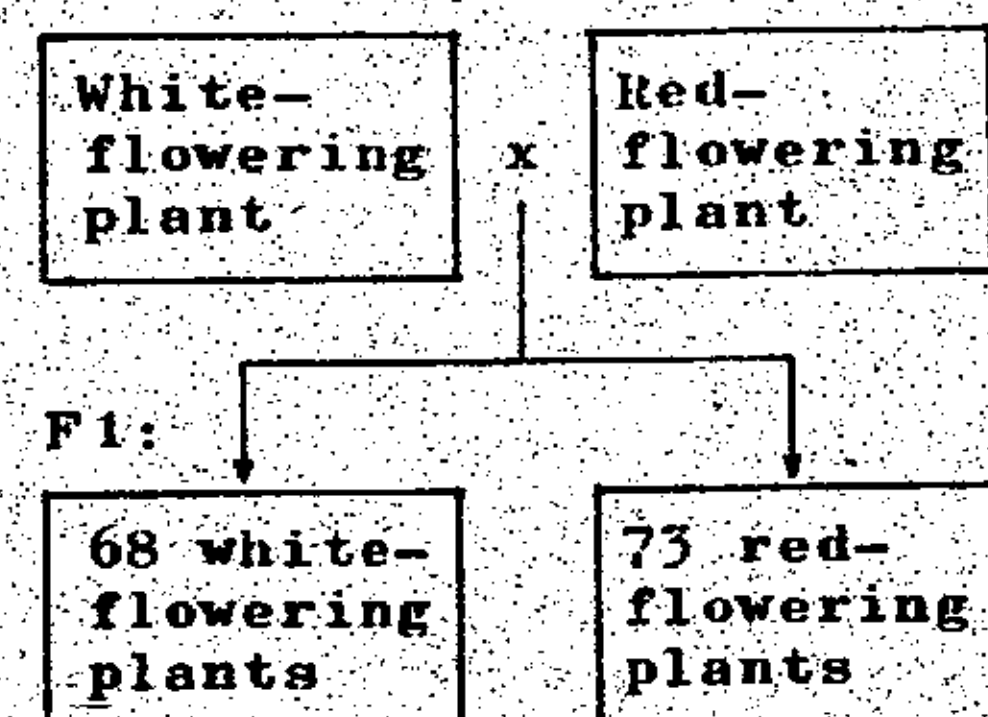 White-
flowering
plant
x
Red-
flowering
plant
F1:
68 white-
flowering
plants
73 red-
flowering
plants